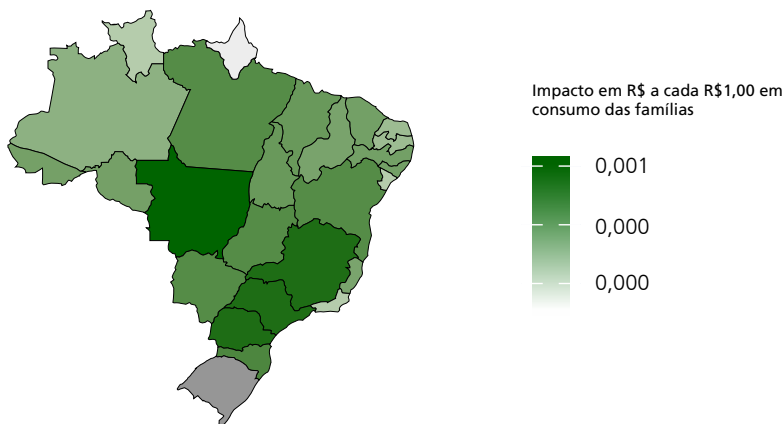 Impacto em R$ a cada R$1,00 em
consumo das famílias
0,001
0,000
0,000